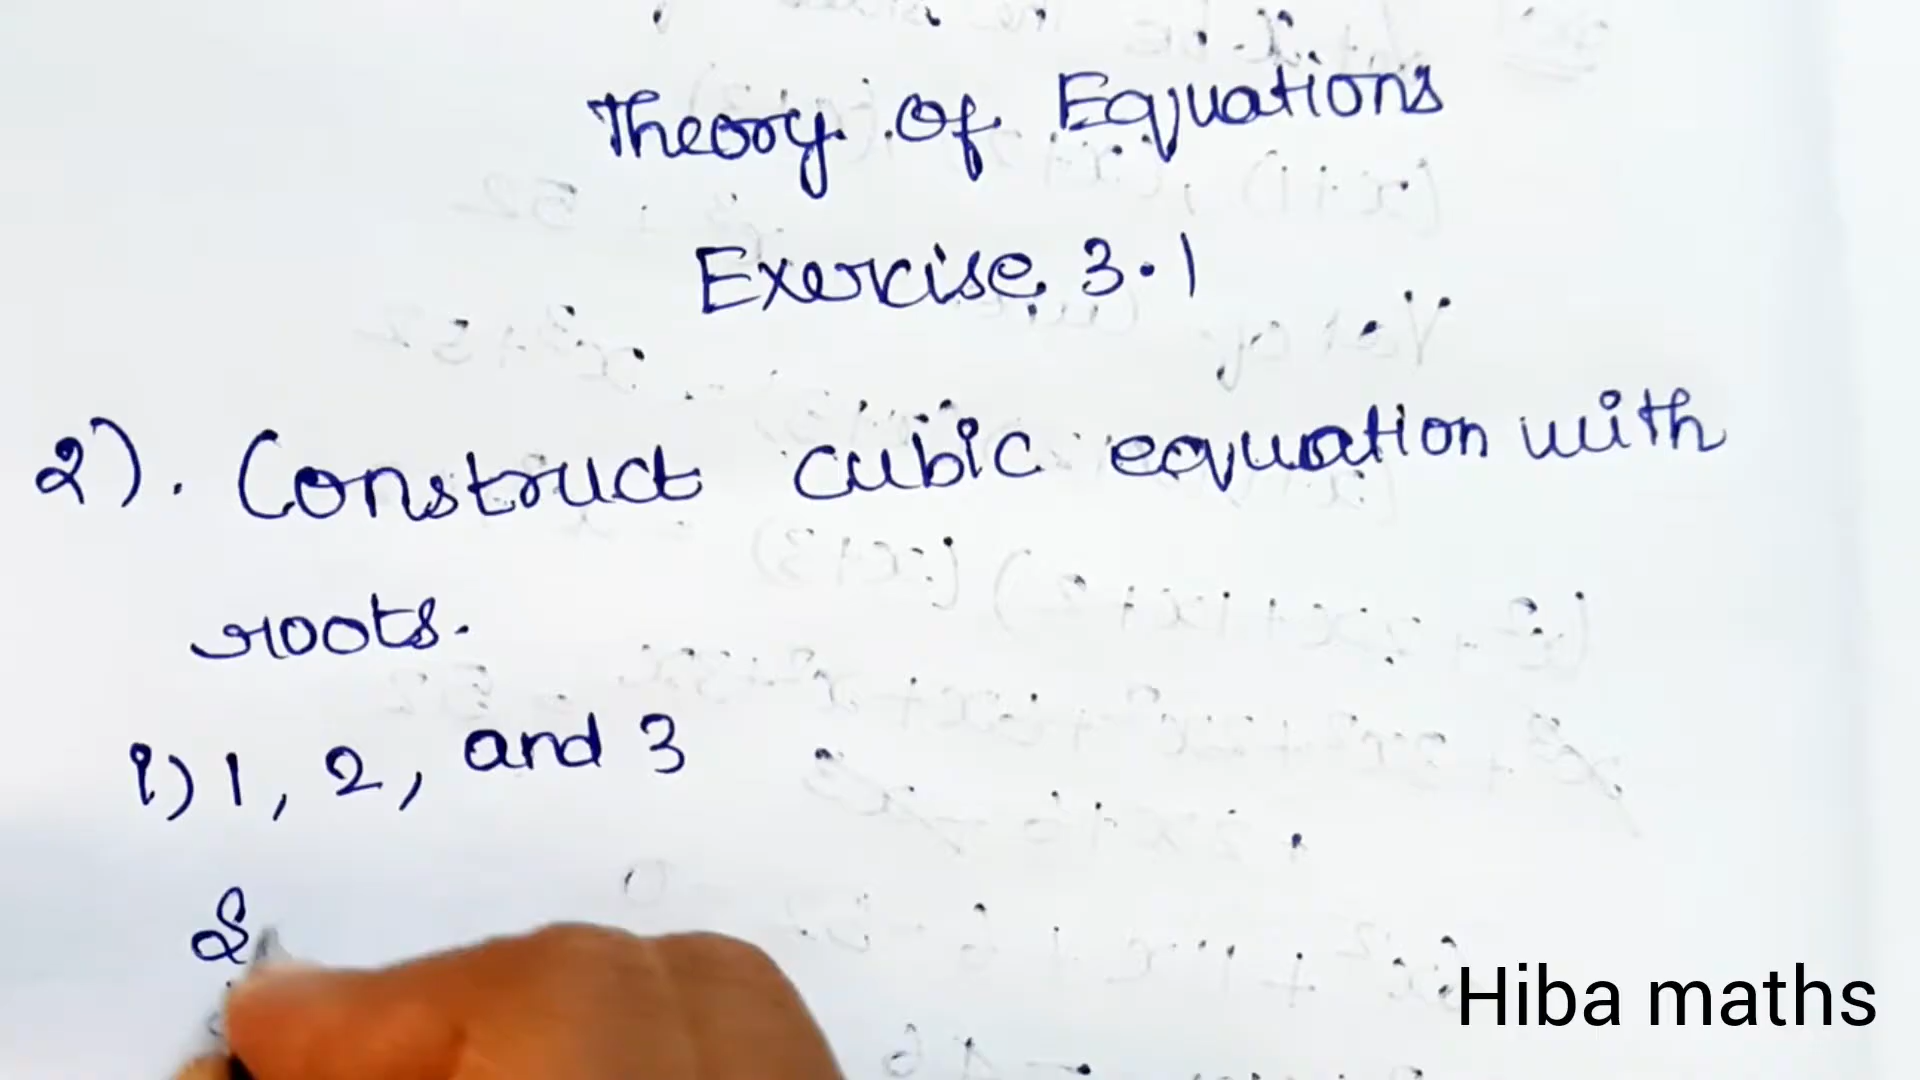 Theory Of Equations
Exercise 3.1
2). Construct cubic equation with
roots.
i) 1, 2, and 3
Hiba maths